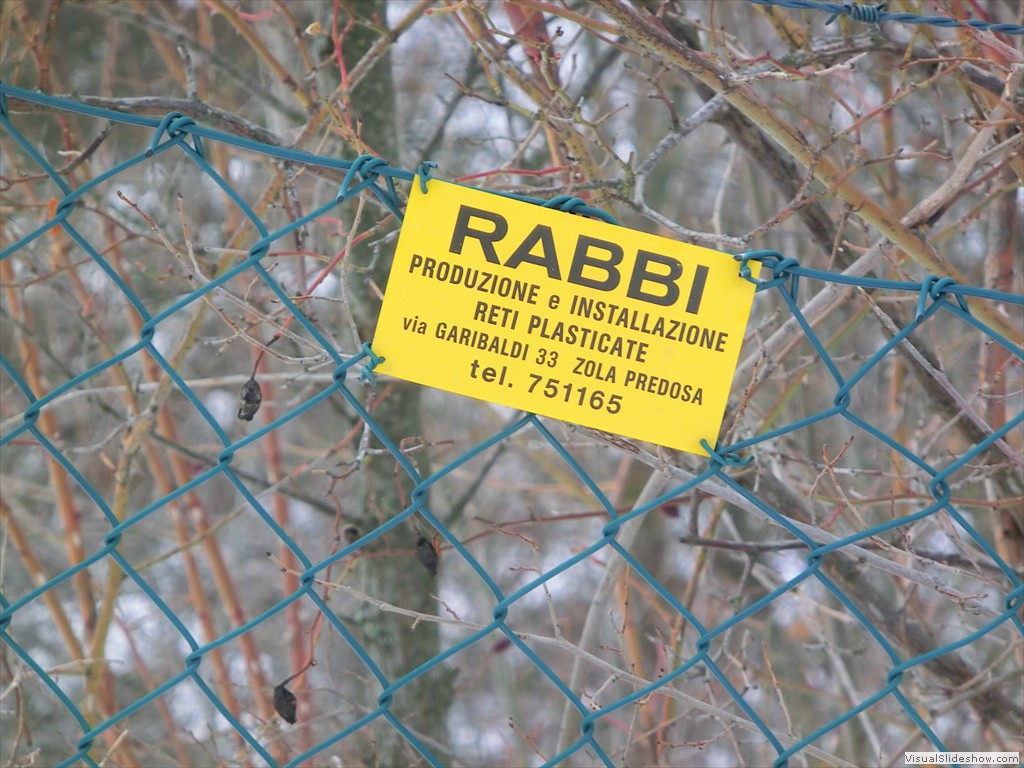 RABBI
PRODUZIONE e INSTALLAZIONE
RETI PLASTICATE
via GARIBALDI 33 ZOLA PREDOSA
tel. 751165
VisualSlideshow.com